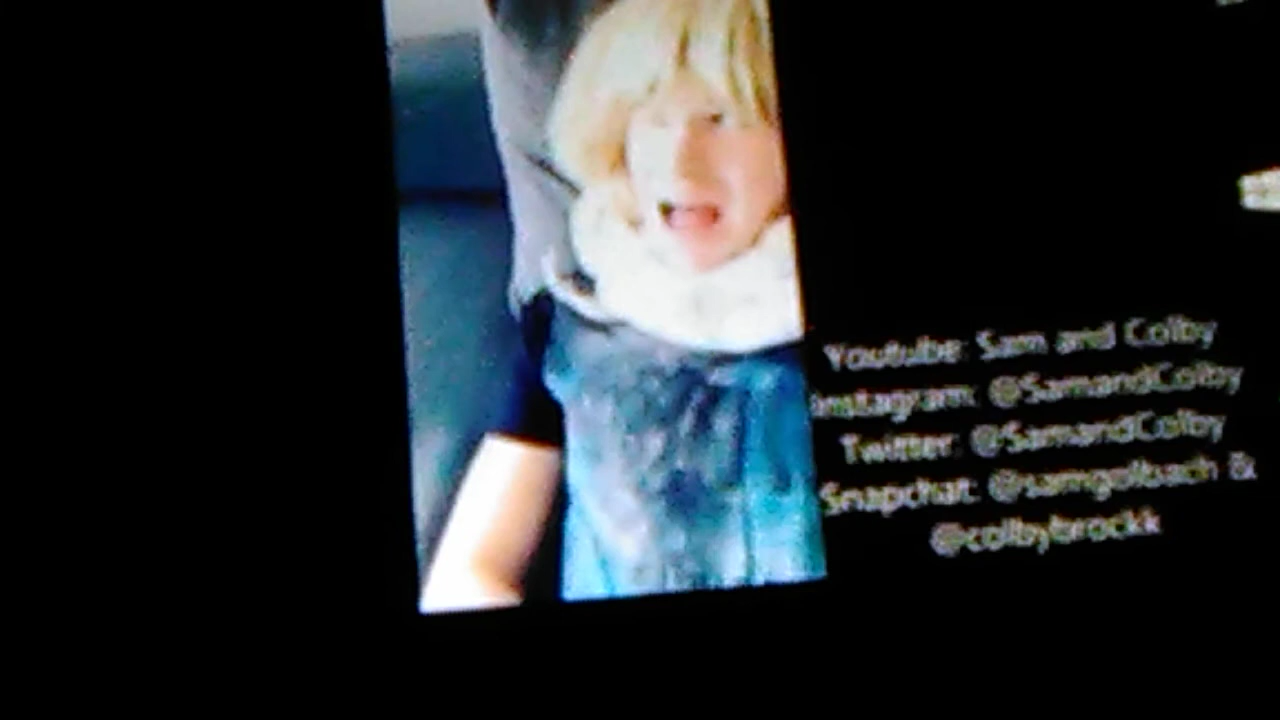 Youtube: Sam and Colby
Instagram: @SamandColby
Twitter: @SamandColby
Snapchat: @samgolbach &
@colbybrockk